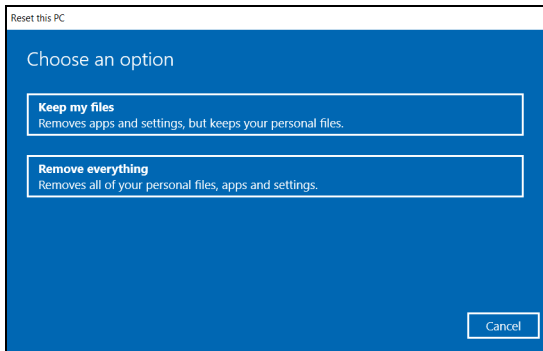 Reset this PC
Choose an option
Keep my files
Removes apps and settings, but keeps your personal files.
Remove everything
Removes all of your personal files, apps and settings.
Cancel